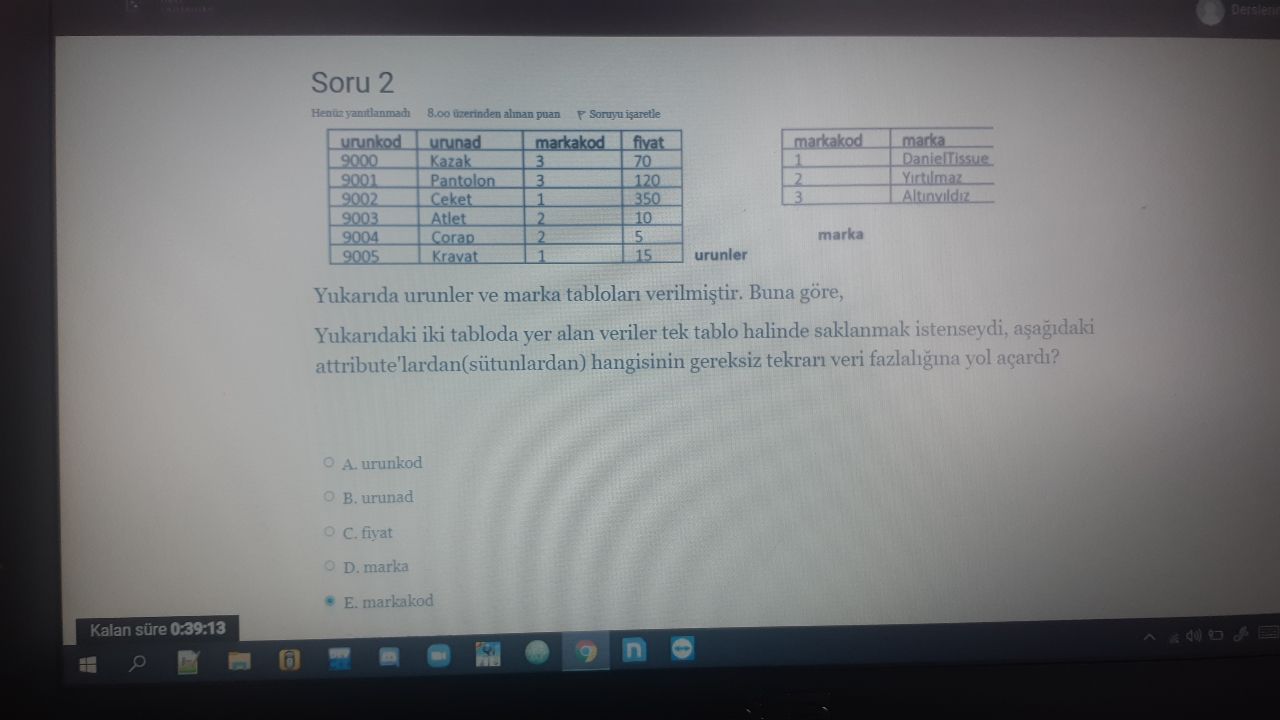 Derslerim
Soru 2
Henüz yanıtlanmadı 8.00 üzerinden alınan puan Soruyu işaretle
urunkod urunad markakod fiyat
9000 Kazak 3 70
9001 Pantolon 3 120
9002 Ceket 1 350
9003 Atlet 2 10
9004 Çorap 2 5
9005 Kravat 1 15
urunler
markakod marka
1 DanielTissue
2 Yırtılmaz
3 Altınyıldız
marka
Yukarıda urunler ve marka tabloları verilmiştir. Buna göre,
Yukarıdaki iki tabloda yer alan veriler tek tablo halinde saklanmak istenseydi, aşağıdaki
attribute'lardan(sütunlardan) hangisinin gereksiz tekrarı veri fazlalığına yol açardı?
A. urunkod
B. urunad
C. fiyat
D. marka
E. markakod
Kalan süre 0:39:13